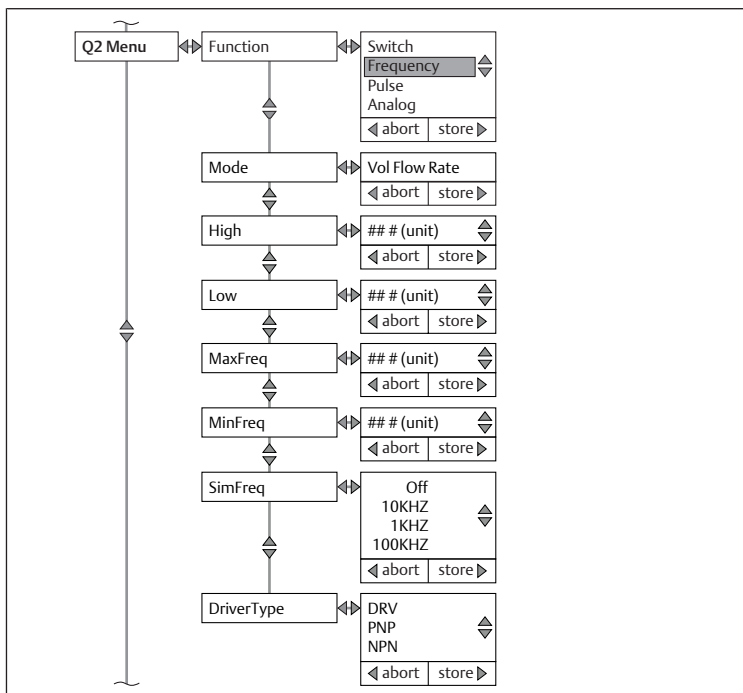 Q2 Menu
Function
Switch
Frequency
Pulse
Analog
abort store
Mode
Vol Flow Rate
abort store
High
## # (unit)
abort store
Low
## # (unit)
abort store
MaxFreq
## # (unit)
abort store
MinFreq
## # (unit)
abort store
SimFreq
Off
10KHZ
1KHZ
100KHZ
abort store
DriverType
DRV
PNP
NPN
abort store